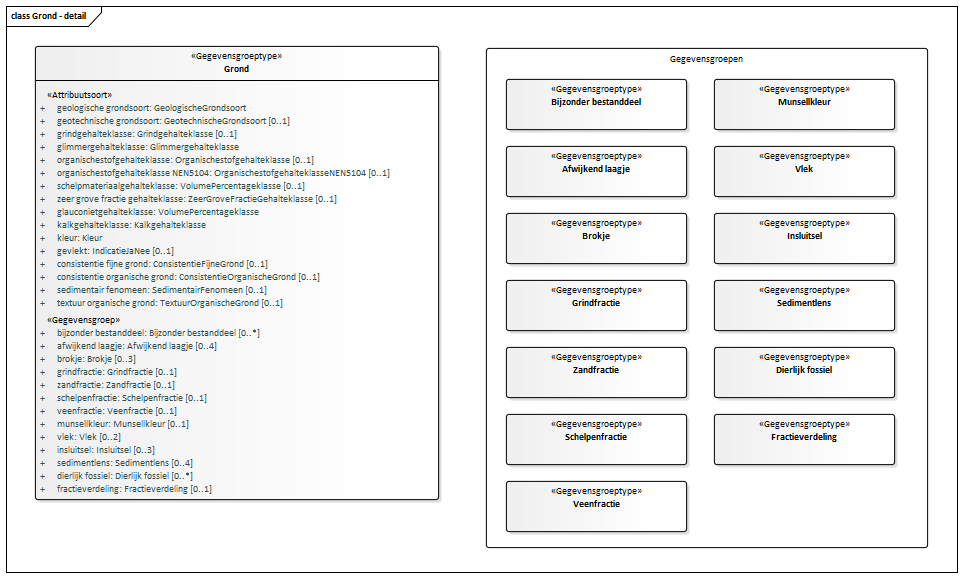 class Grond - detail
«Gegevensgroeptype»
Grond
«Attribuutsoort»
+ geologische grondsoort: GeologischeGrondsoort
+ geotechnische grondsoort: GeotechnischeGrondsoort [0..1]
+ grindgehalteklasse: Grindgehalteklasse [0..1]
+ glimmergehalteklasse: Glimmergehalteklasse
+ organischestofgehalteklasse: Organischestofgehalteklasse [0..1]
+ organischestofgehalteklasse NEN5104: OrganischestofgehalteklasseNEN5104 [0..1]
+ schelpmateriaalgehalteklasse: VolumePercentageklasse [0..1]
+ zeer grove fractie gehalteklasse: ZeerGroveFractieGehalteklasse [0..1]
+ glauconietgehalteklasse: VolumePercentageklasse
+ kalkgehalteklasse: Kalkgehalteklasse
+ kleur: Kleur
+ gevlekt: IndicatieJaNee [0..1]
+ consistentie fijne grond: ConsistentieFijneGrond [0..1]
+ consistentie organische grond: ConsistentieOrganischeGrond [0..1]
+ sedimentair fenomeen: SedimentairFenomeen [0..1]
+ textuur organische grond: TextuurOrganischeGrond [0..1]
«Gegevensgroep»
+ bijzonder bestanddeel: Bijzonder bestanddeel [0..*]
+ afwijkend laagje: Afwijkend laagje [0..4]
+ brokje: Brokje [0..3]
+ grindfractie: Grindfractie [0..1]
+ zandfractie: Zandfractie [0..1]
+ schelpenfractie: Schelpenfractie [0..1]
+ veenfractie: Veenfractie [0..1]
+ munsellkleur: Munsellkleur [0..1]
+ vlek: Vlek [0..2]
+ insluitsel: Insluitsel [0..3]
+ sedimentlens: Sedimentlens [0..4]
+ dierlijk fossiel: Dierlijk fossiel [0..*]
+ fractieverdeling: Fractieverdeling [0..1]
Gegevensgroepen
«Gegevensgroeptype»
Bijzonder bestanddeel
«Gegevensgroeptype»
Munsellkleur
«Gegevensgroeptype»
Afwijkend laagje
«Gegevensgroeptype»
Vlek
«Gegevensgroeptype»
Brokje
«Gegevensgroeptype»
Insluitsel
«Gegevensgroeptype»
Grindfractie
«Gegevensgroeptype»
Sedimentlens
«Gegevensgroeptype»
Zandfractie
«Gegevensgroeptype»
Dierlijk fossiel
«Gegevensgroeptype»
Schelpenfractie
«Gegevensgroeptype»
Fractieverdeling
«Gegevensgroeptype»
Veenfractie